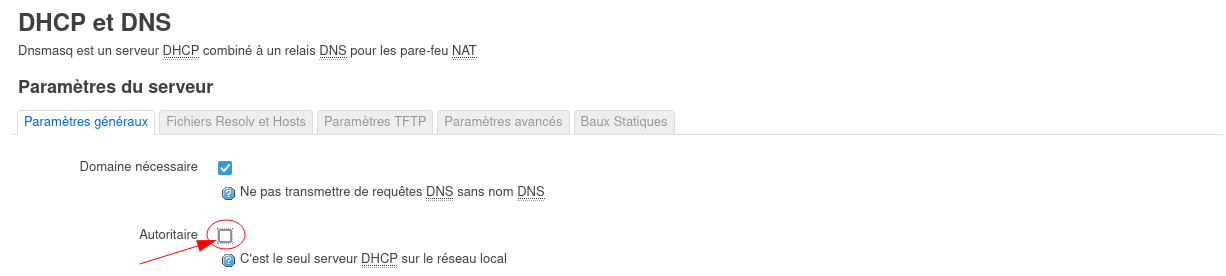 DHCP et DNS
Dnsmasq est un serveur DHCP combiné à un relais DNS pour les pare-feu NAT
Paramètres du serveur
Paramètres généraux Fichiers Resolv et Hosts Paramètres TFTP Paramètres avancés Baux Statiques
Domaine nécessaire
? Ne pas transmettre de requêtes DNS sans nom DNS
Autoritaire
? C'est le seul serveur DHCP sur le réseau local